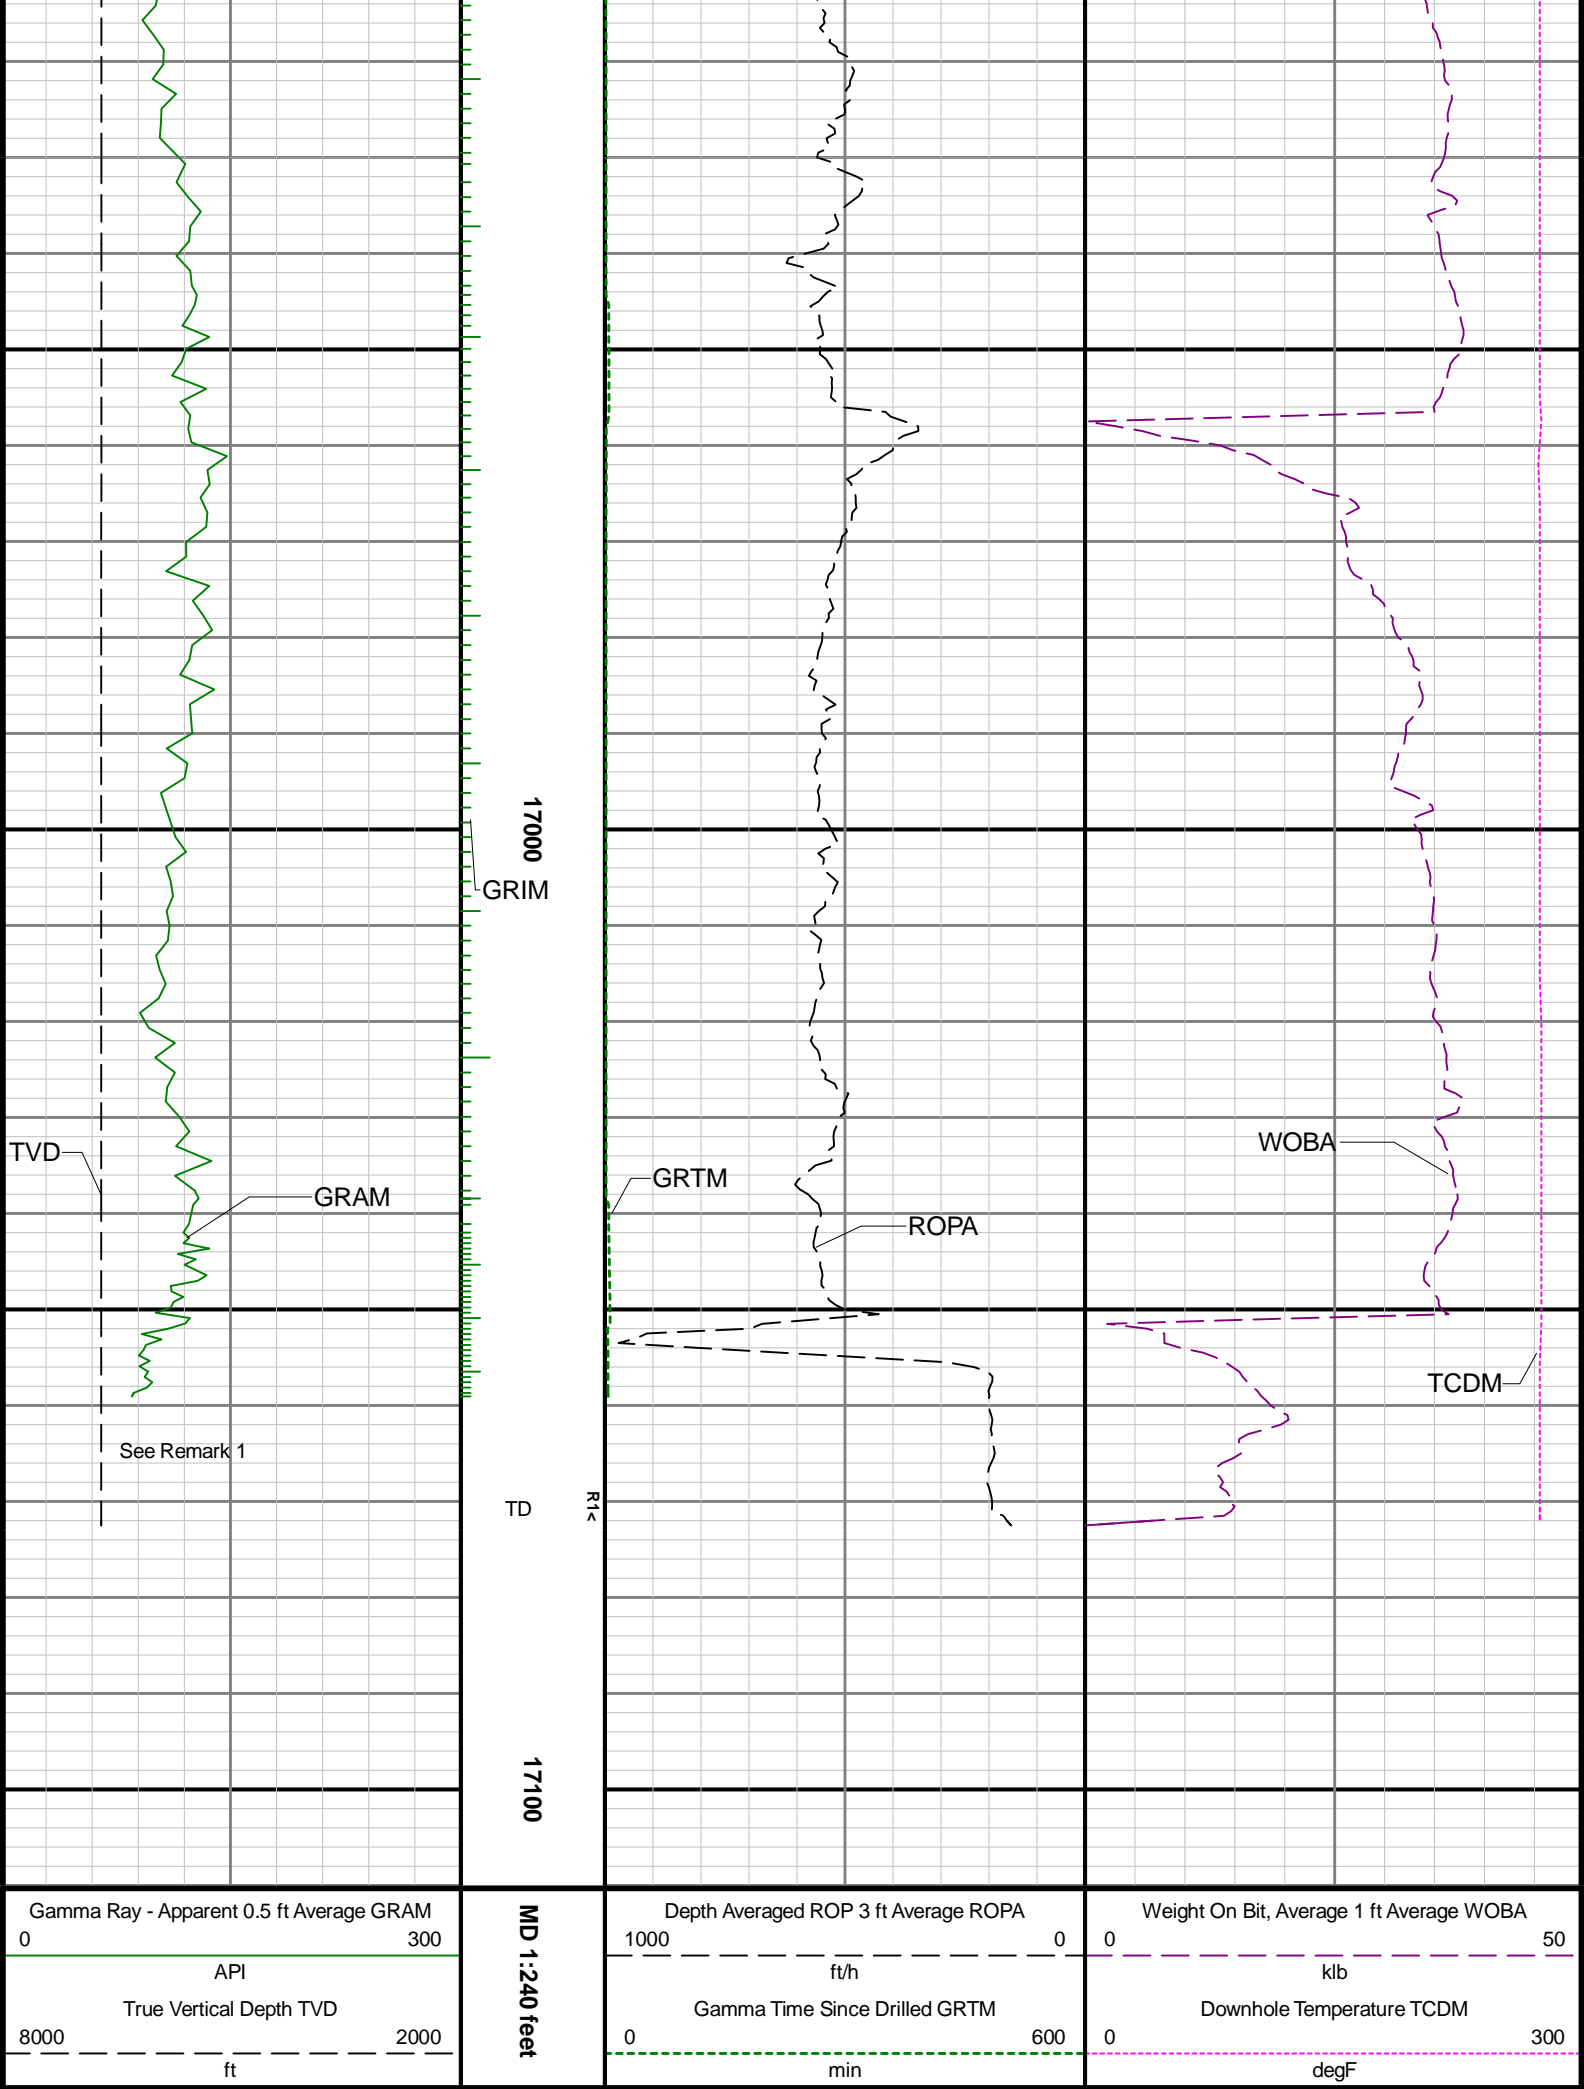 17000
GRIM
TVD
WOBA
GRTM
GRAM
ROPA
TCDM
See Remark 1
TD
R1<
17100
Gamma Ray - Apparent 0.5 ft Average GRAM
0 300
API
True Vertical Depth TVD
8000 2000
ft
MD 1:240 feet
Depth Averaged ROP 3 ft Average ROPA
1000 0
ft/h
Gamma Time Since Drilled GRTM
0 600
min
Weight On Bit, Average 1 ft Average WOBA
0 50
klb
Downhole Temperature TCDM
0 300
degF